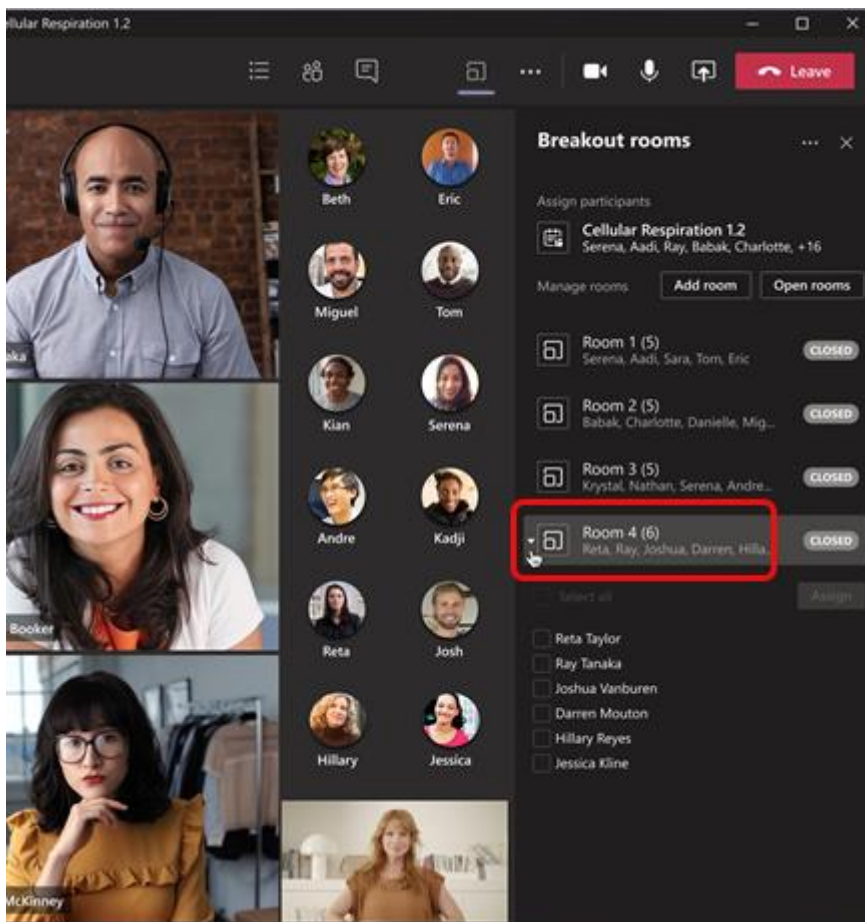 ellular Respiration 1.2
Leave
Breakout rooms
Assign participants
Cellular Respiration 1.2
Serena, Aadi, Ray, Babak, Charlotte, +16
Manage rooms
Add room
Open rooms
Room 1 (5)
Serena, Aadi, Sara, Tom, Eric
CLOSED
Room 2 (5)
Babak, Charlotte, Danielle, Mig...
CLOSED
Room 3 (5)
Krystal, Nathan, Serena, Andre...
CLOSED
Room 4 (6)
Reta, Ray, Joshua, Darren, Hilla...
CLOSED
Select all
Assign
Reta Taylor
Ray Tanaka
Joshua Vanburen
Darren Mouton
Hillary Reyes
Jessica Kline
Beth
Eric
Miguel
Tom
Kian
Serena
Andre
Kadji
Reta
Josh
Hillary
Jessica
aka
Booker
McKinney